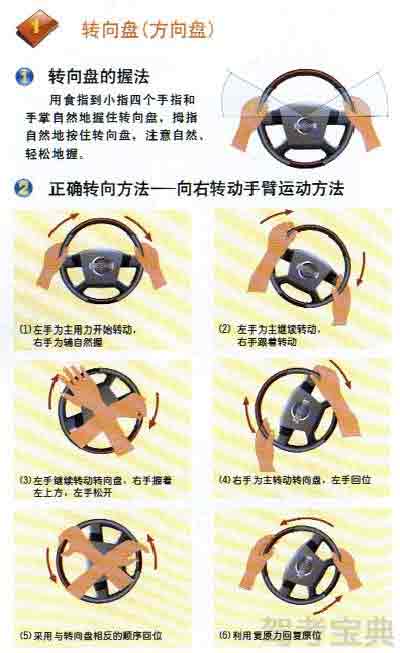 1
转向盘(方向盘)
1 转向盘的握法
用食指到小指四个手指和
手掌自然地握住转向盘，拇指
自然地按住转向盘，注意自然、
轻松地握。
2 正确转向方法——向右转动手臂运动方法
(1)左手为主用力开始转动，
右手为辅自然握
(2) 左手为主继续转动，
右手跟着转动
(3)左手继续转动转向盘，右手握着
左上方，左手松开
(4)右手为主转动转向盘，左手回位
(5)采用与转向盘相反的顺序回位
(6)利用复原力回复原位
驾考宝典